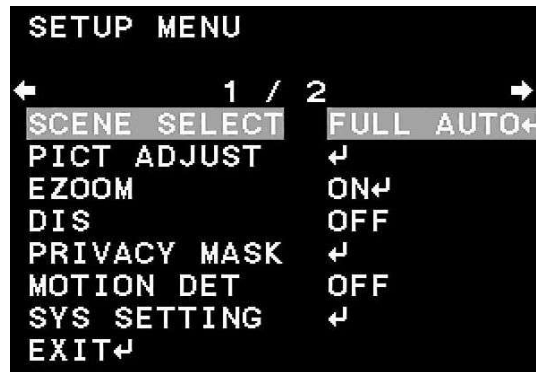 SETUP MENU
← 1 / 2 →
SCENE SELECT FULL AUTO↵
PICT ADJUST ↵
EZOOM ON↵
DIS OFF
PRIVACY MASK ↵
MOTION DET OFF
SYS SETTING ↵
EXIT↵